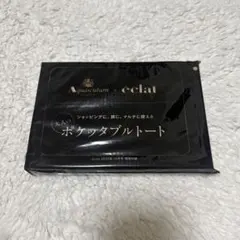 Aquascutum × éclat
ショッピングに、旅に、マルチに使える
ポケッタブルトート